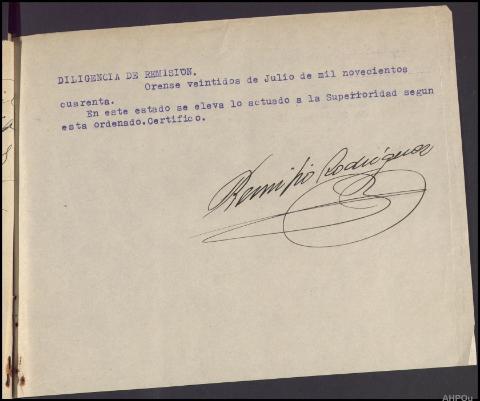 DILIGENCIA DE REMISION.
Orense veintidos de Julio de mil novecientos
cuarenta.
En este estado se eleva lo actuado a la Superioridad segun
esta ordenado.Certifico.
Remigio Rodríguez
AHPOu